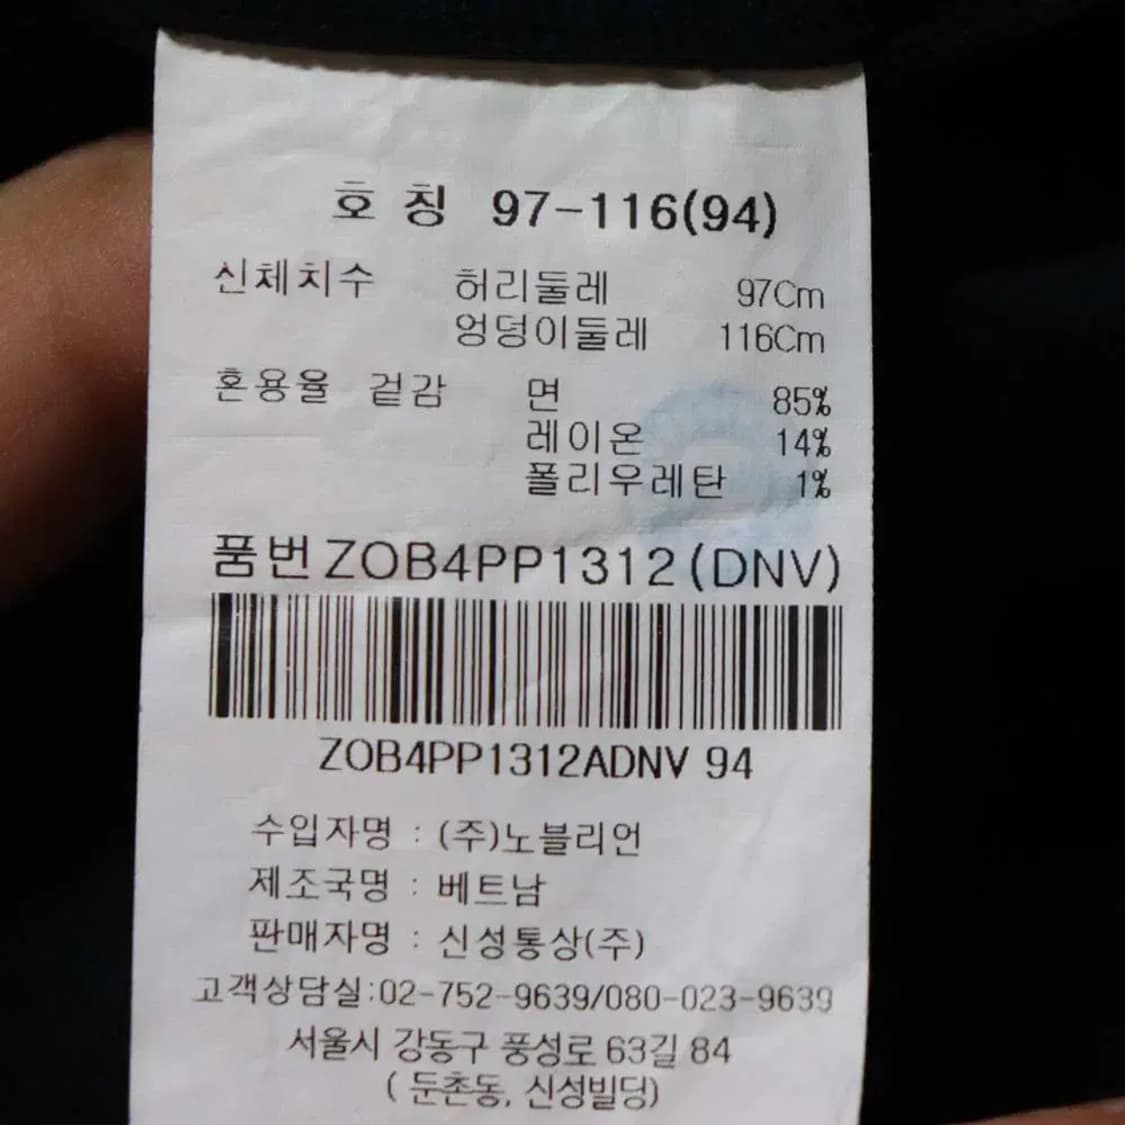 호 칭 97-116(94)
신체치수 허리둘레 97Cm
엉덩이둘레 116Cm
혼용율 겉감 면 85%
레이온 14%
폴리우레탄 1%
품번 ZOB4PP1312(DNV)
ZOB4PP1312ADNV 94
수입자명 : (주)노블리언
제조국명 : 베트남
판매자명 : 신성통상(주)
고객상담실:02-752-9639/080-023-9639
서울시 강동구 풍성로 63길 84
( 둔촌동, 신성빌딩)